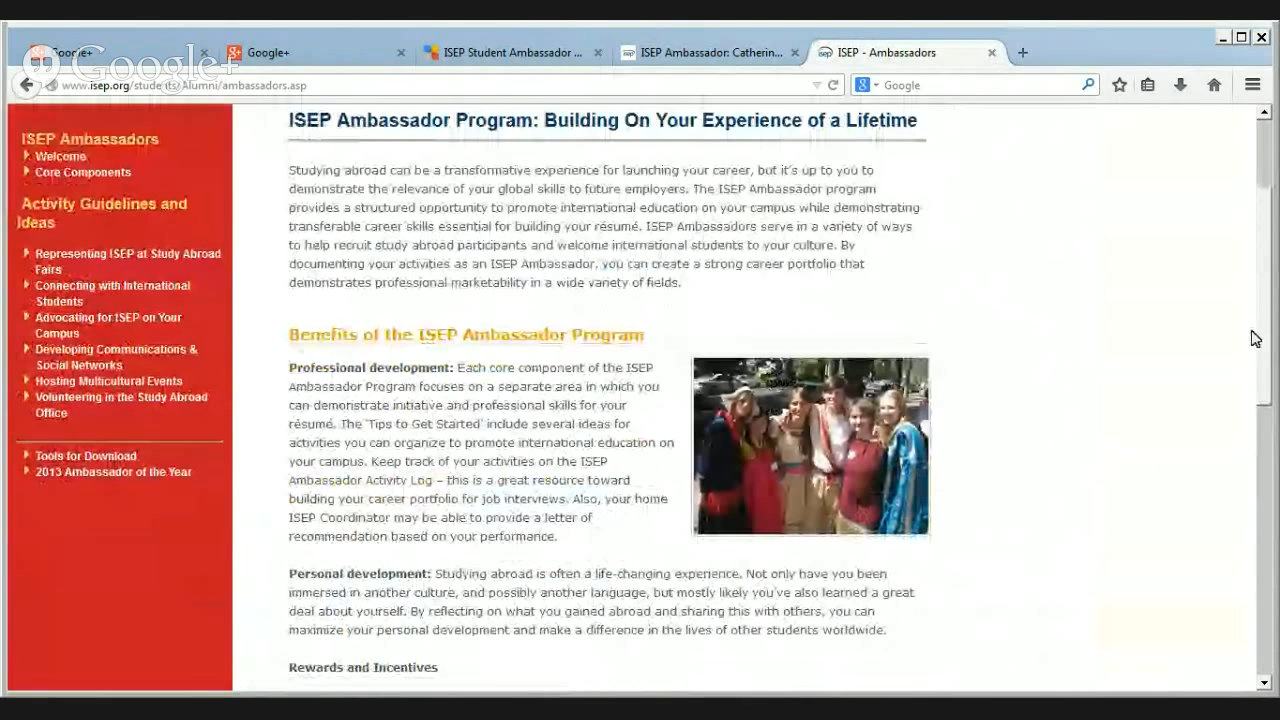 Google+
Google+
ISEP Student Ambassador ...
ISEP Ambassador: Catherin...
ISEP - Ambassadors
Google+
www.isep.org/students/Alumni/ambassadors.asp
Google
ISEP Ambassadors
Welcome
Core Components
Activity Guidelines and
Ideas
Representing ISEP at Study Abroad
Fairs
Connecting with International
Students
Advocating for ISEP on Your
Campus
Developing Communications &
Social Networks
Hosting Multicultural Events
Volunteering in the Study Abroad
Office
Tools for Download
2013 Ambassador of the Year
ISEP Ambassador Program: Building On Your Experience of a Lifetime
Studying abroad can be a transformative experience for launching your career, but it's up to you to
demonstrate the relevance of your global skills to future employers. The ISEP Ambassador program
provides a structured opportunity to promote international education on your campus while demonstrating
transferable career skills essential for building your résumé. ISEP Ambassadors serve in a variety of ways
to help recruit study abroad participants and welcome international students to your culture. By
documenting your activities as an ISEP Ambassador, you can create a strong career portfolio that
demonstrates professional marketability in a wide variety of fields.
Benefits of the ISEP Ambassador Program
Professional development: Each core component of the ISEP
Ambassador Program focuses on a separate area in which you
can demonstrate initiative and professional skills for your
résumé. The 'Tips to Get Started' include several ideas for
activities you can organize to promote international education on
your campus. Keep track of your activities on the ISEP
Ambassador Activity Log – this is a great resource toward
building your career portfolio for job interviews. Also, your home
ISEP Coordinator may be able to provide a letter of
recommendation based on your performance.
Personal development: Studying abroad is often a life-changing experience. Not only have you been
immersed in another culture, and possibly another language, but mostly likely you've also learned a great
deal about yourself. By reflecting on what you gained abroad and sharing this with others, you can
maximize your personal development and make a difference in the lives of other students worldwide.
Rewards and Incentives